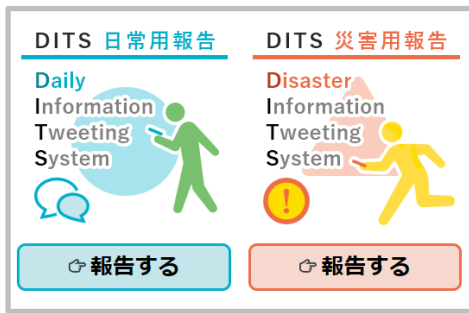 DITS 日常用報告
Daily
Information
Tweeting
System
☞報告する
DITS 災害用報告
Disaster
Information
Tweeting
System
!
☞報告する